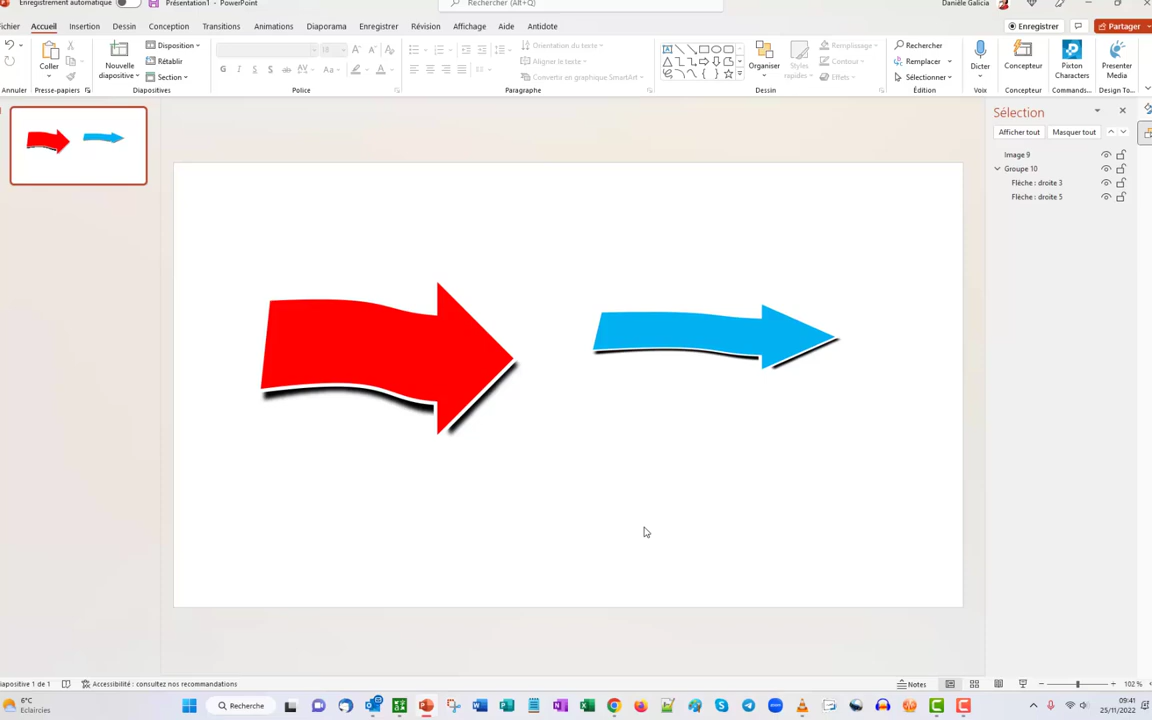 Enregistrement automatique
Présentation1 - PowerPoint
Rechercher (Alt+Q)
Danièle Galicia
Fichier Accueil Insertion Dessin Conception Transitions Animations Diaporama Enregistrer Révision Affichage Aide Antidote
Enregistrer
Partager
Coller
Nouvelle
diapositive
Disposition
Rétablir
Section
18
G I S ab AV Aa
Orientation du texte
Aligner le texte
Convertir en graphique SmartArt
Organiser
Styles
rapides
Remplissage
Contour
Effets
Rechercher
Remplacer
Sélectionner
Dicter
Concepteur
Pixton
Characters
Presenter
Media
Annuler Presse-papiers Diapositives Police Paragraphe Dessin Édition Voix Concepteur Commands... Design To...
Sélection
Afficher tout Masquer tout
Image 9
Groupe 10
Flèche : droite 3
Flèche : droite 5
diapositive 1 de 1
Accessibilité : consultez nos recommandations
Notes
102 %
6°C
Eclaircies
Recherche
09:41
25/11/2022